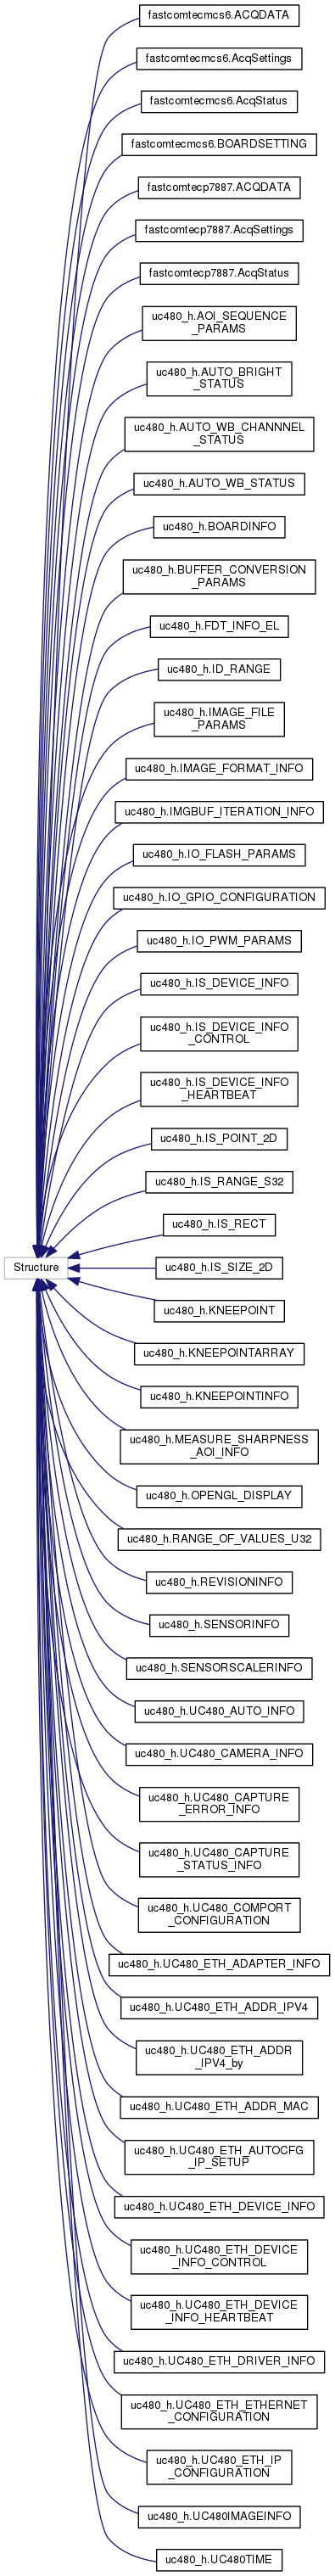 fastcomtecmcs6.ACQDATA
fastcomtecmcs6.AcqSettings
fastcomtecmcs6.AcqStatus
fastcomtecmcs6.BOARDSETTING
fastcomtecp7887.ACQDATA
fastcomtecp7887.AcqSettings
fastcomtecp7887.AcqStatus
uc480_h.AOI_SEQUENCE
_PARAMS
uc480_h.AUTO_BRIGHT
_STATUS
uc480_h.AUTO_WB_CHANNNEL
_STATUS
uc480_h.AUTO_WB_STATUS
uc480_h.BOARDINFO
uc480_h.BUFFER_CONVERSION
_PARAMS
uc480_h.FDT_INFO_EL
uc480_h.ID_RANGE
uc480_h.IMAGE_FILE
_PARAMS
uc480_h.IMAGE_FORMAT_INFO
uc480_h.IMGBUF_ITERATION_INFO
uc480_h.IO_FLASH_PARAMS
uc480_h.IO_GPIO_CONFIGURATION
uc480_h.IO_PWM_PARAMS
uc480_h.IS_DEVICE_INFO
uc480_h.IS_DEVICE_INFO
_CONTROL
uc480_h.IS_DEVICE_INFO
_HEARTBEAT
uc480_h.IS_POINT_2D
uc480_h.IS_RANGE_S32
uc480_h.IS_RECT
Structure
uc480_h.IS_SIZE_2D
uc480_h.KNEEPOINT
uc480_h.KNEEPOINTARRAY
uc480_h.KNEEPOINTINFO
uc480_h.MEASURE_SHARPNESS
_AOI_INFO
uc480_h.OPENGL_DISPLAY
uc480_h.RANGE_OF_VALUES_U32
uc480_h.REVISIONINFO
uc480_h.SENSORINFO
uc480_h.SENSORSCALERINFO
uc480_h.UC480_AUTO_INFO
uc480_h.UC480_CAMERA_INFO
uc480_h.UC480_CAPTURE
_ERROR_INFO
uc480_h.UC480_CAPTURE
_STATUS_INFO
uc480_h.UC480_COMPORT
_CONFIGURATION
uc480_h.UC480_ETH_ADAPTER_INFO
uc480_h.UC480_ETH_ADDR_IPV4
uc480_h.UC480_ETH_ADDR
_IPV4_by
uc480_h.UC480_ETH_ADDR_MAC
uc480_h.UC480_ETH_AUTOCFG
_IP_SETUP
uc480_h.UC480_ETH_DEVICE_INFO
uc480_h.UC480_ETH_DEVICE
_INFO_CONTROL
uc480_h.UC480_ETH_DEVICE
_INFO_HEARTBEAT
uc480_h.UC480_ETH_DRIVER_INFO
uc480_h.UC480_ETH_ETHERNET
_CONFIGURATION
uc480_h.UC480_ETH_IP
_CONFIGURATION
uc480_h.UC480IMAGEINFO
uc480_h.UC480TIME